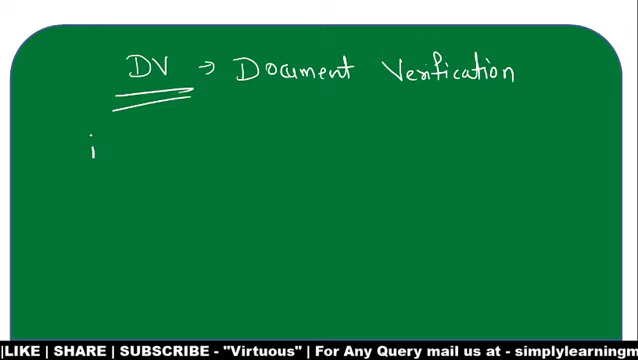 DV → Document Verification
i
|LIKE | SHARE | SUBSCRIBE - "Virtuous" | For Any Query mail us at - simplylearningm